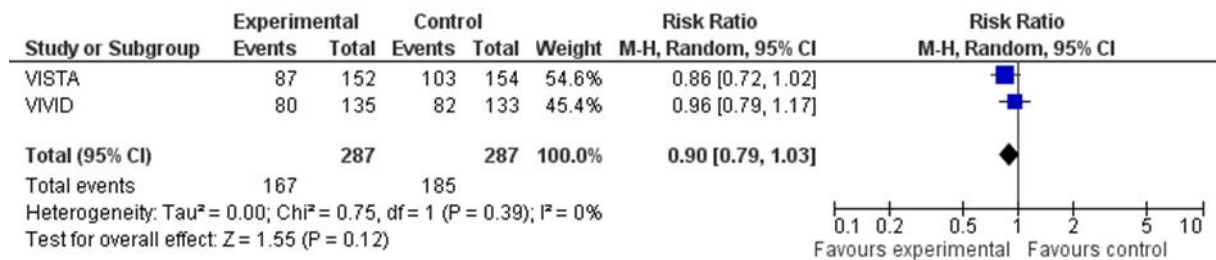 Experimental Control Risk Ratio Risk Ratio
Study or Subgroup Events Total Events Total Weight M-H, Random, 95% CI M-H, Random, 95% CI
VISTA 87 152 103 154 54.6% 0.86 [0.72, 1.02]
VIVID 80 135 82 133 45.4% 0.96 [0.79, 1.17]
Total (95% CI) 287 287 100.0% 0.90 [0.79, 1.03]
Total events 167 185
Heterogeneity: Tau² = 0.00; Chi² = 0.75, df = 1 (P = 0.39); I² = 0%
Test for overall effect: Z = 1.55 (P = 0.12)
0.1 0.2 0.5 1 2 5 10
Favours experimental Favours control